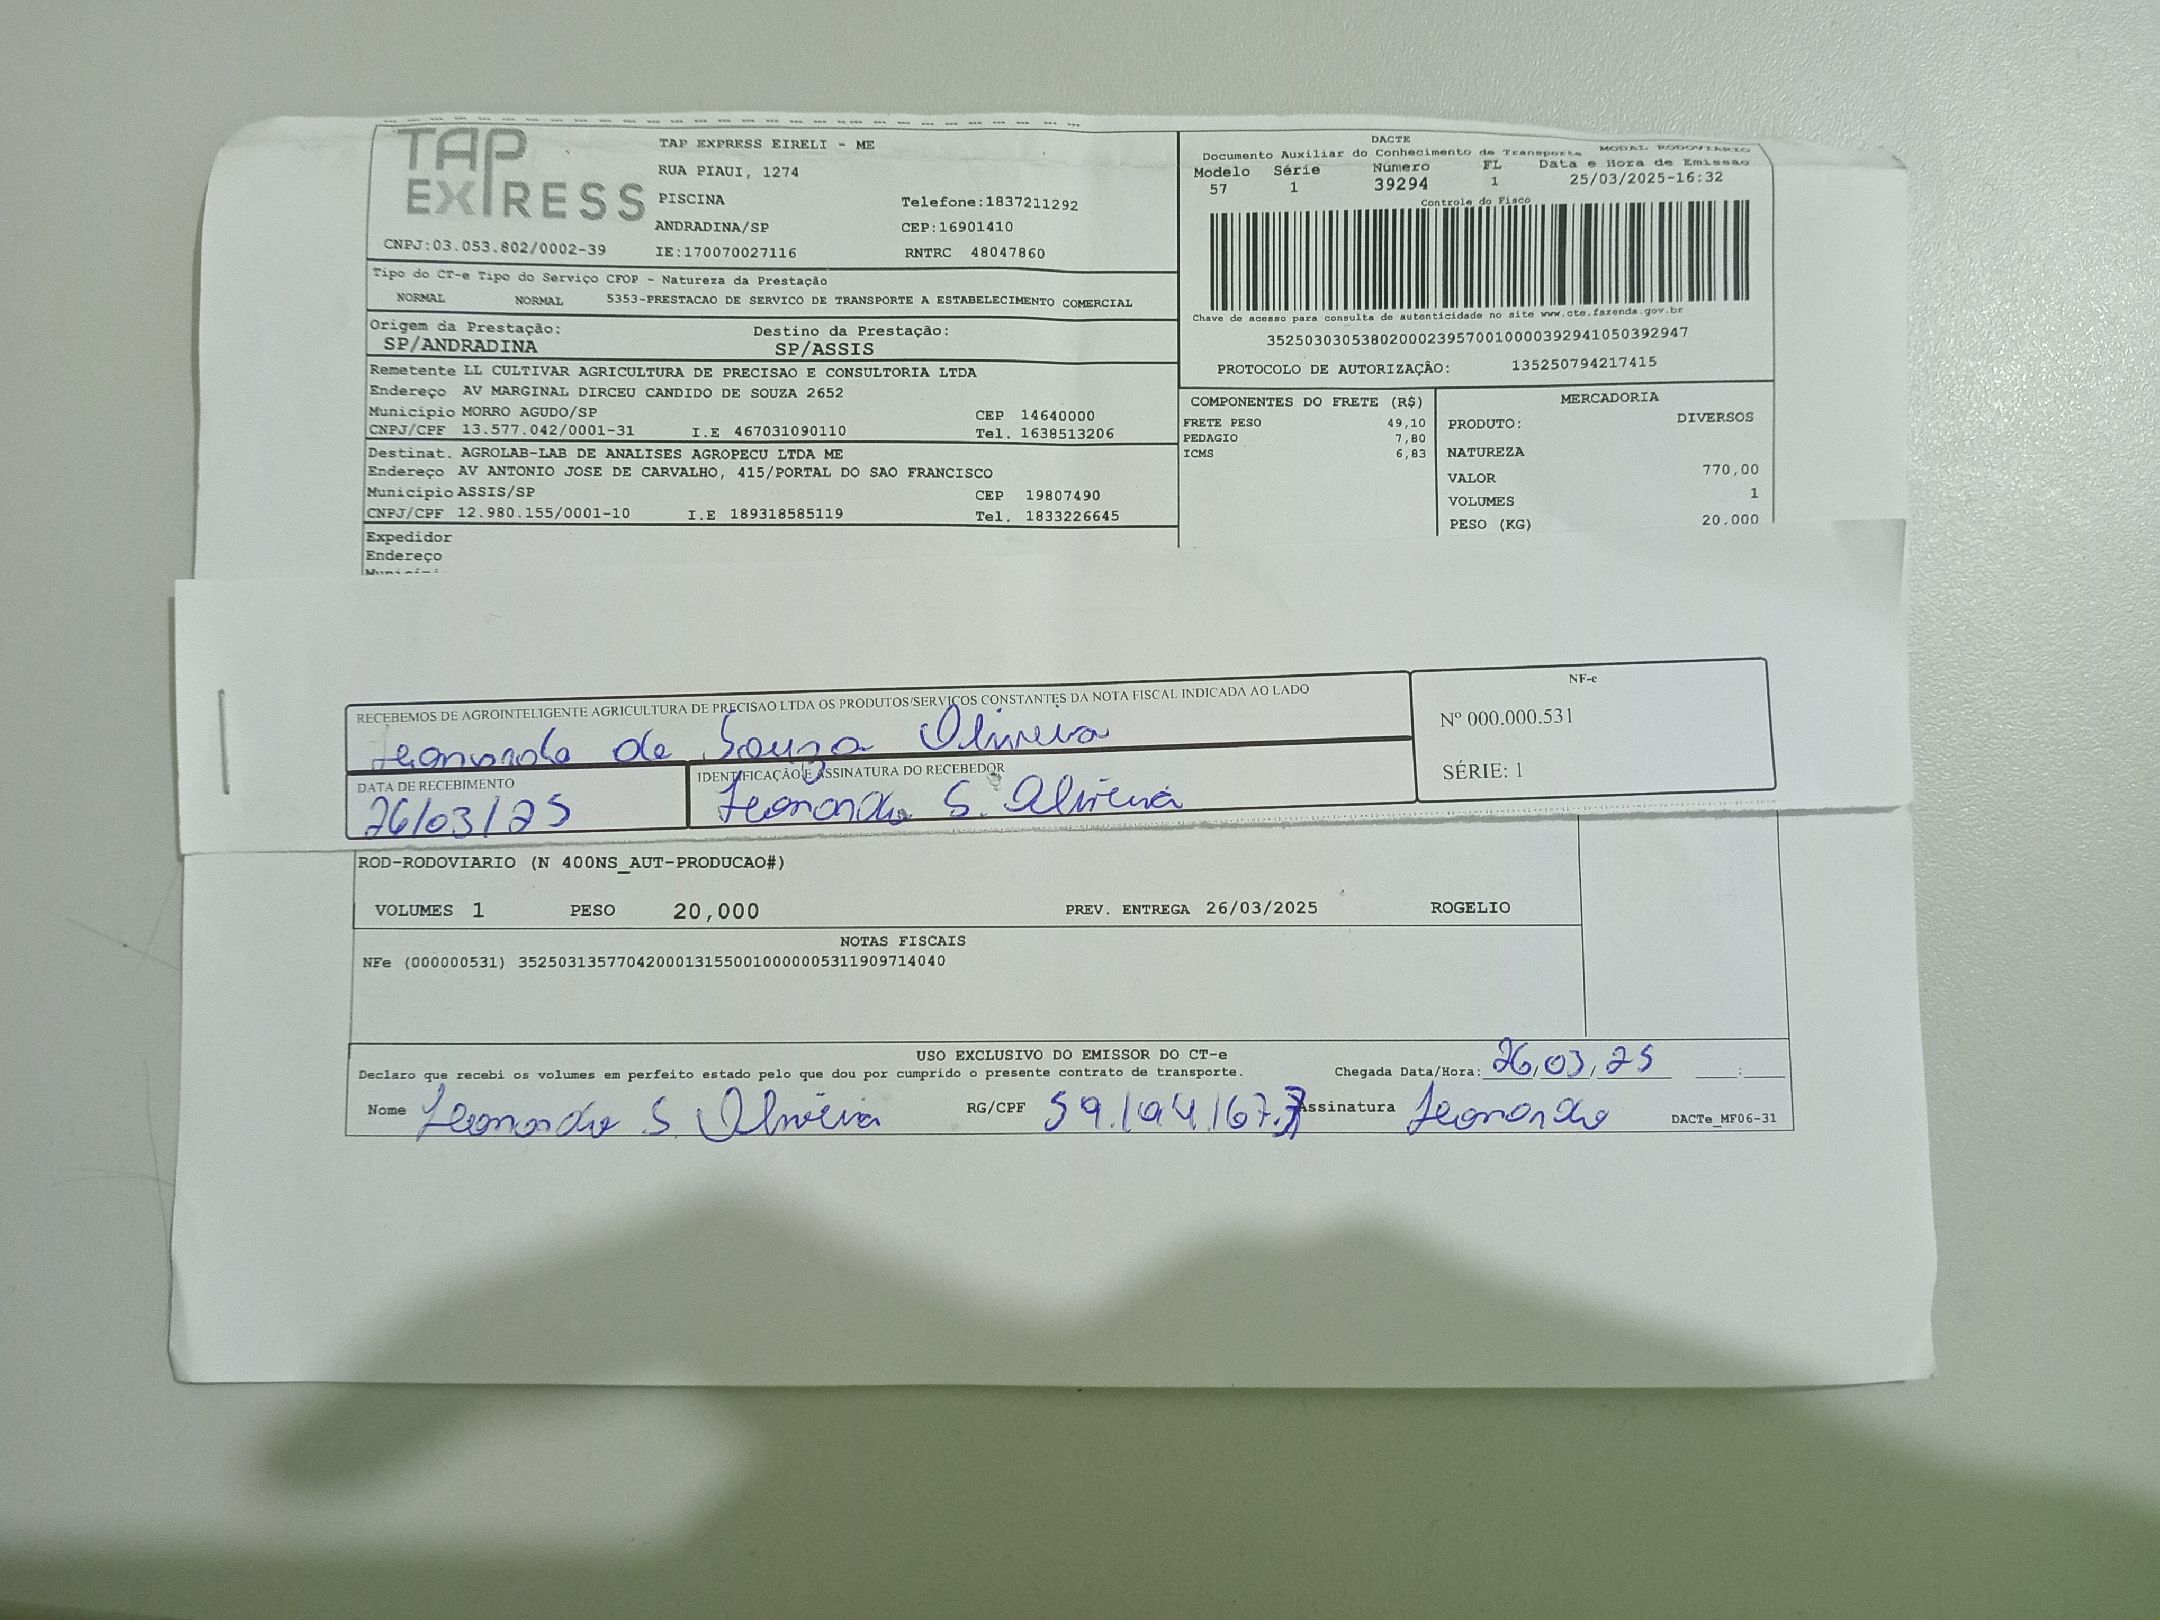 TAP EXPRESS
TAP EXPRESS EIRELI - ME
RUA PIAUI, 1274
PISCINA Telefone:1837211292
ANDRADINA/SP CEP:16901410
CNPJ:03.053.802/0002-39 IE:170070027116 RNTRC 48047860
DACTE
Documento Auxiliar do Conhecimento de Transporte MODAL RODOVIARIO
Modelo Série Número FL Data e Hora de Emissao
57 1 39294 1 25/03/2025-16:32
Controle do Fisco
Chave de acesso para consulta de autenticidade no site www.cte.fazenda.gov.br
35250303053802000239570010000392941050392947
PROTOCOLO DE AUTORIZAÇÃO: 135250794217415
Tipo do CT-e Tipo do Serviço CFOP - Natureza da Prestação
NORMAL NORMAL 5353-PRESTACAO DE SERVICO DE TRANSPORTE A ESTABELECIMENTO COMERCIAL
Origem da Prestação: Destino da Prestação:
SP/ANDRADINA SP/ASSIS
Remetente LL CULTIVAR AGRICULTURA DE PRECISAO E CONSULTORIA LTDA
Endereço AV MARGINAL DIRCEU CANDIDO DE SOUZA 2652
Município MORRO AGUDO/SP CEP 14640000
CNPJ/CPF 13.577.042/0001-31 I.E 467031090110 Tel. 1638513206
Destinat. AGROLAB-LAB DE ANALISES AGROPECU LTDA ME
Endereço AV ANTONIO JOSE DE CARVALHO, 415/PORTAL DO SAO FRANCISCO
Município ASSIS/SP CEP 19807490
CNPJ/CPF 12.980.155/0001-10 I.E 189318585119 Tel. 1833226645
Expedidor
Endereço
COMPONENTES DO FRETE (R$)
FRETE PESO 49,10
PEDAGIO 7,80
ICMS 6,83
MERCADORIA
PRODUTO: DIVERSOS
NATUREZA
VALOR 770,00
VOLUMES 1
PESO (KG) 20.000
RECEBEMOS DE AGROINTELIGENTE AGRICULTURA DE PRECISAO LTDA OS PRODUTOS/SERVIÇOS CONSTANTES DA NOTA FISCAL INDICADA AO LADO
Leonardo de Souza Oliveira
DATA DE RECEBIMENTO IDENTIFICAÇÃO E ASSINATURA DO RECEBEDOR
26/03/25 Leonardo S. Oliveira
NF-e
Nº 000.000.531
SÉRIE: 1
ROD-RODOVIARIO (N 400NS_AUT-PRODUCAO#)
VOLUMES 1 PESO 20,000 PREV. ENTREGA 26/03/2025 ROGELIO
NOTAS FISCAIS
NFe (000000531) 35250313577042000131550010000005311909714040
USO EXCLUSIVO DO EMISSOR DO CT-e
Declaro que recebi os volumes em perfeito estado pelo que dou por cumprido o presente contrato de transporte. Chegada Data/Hora: 26/03/25 __:__
Nome Leonardo S. Oliveira RG/CPF Assinatura Leonardo DACTe_MF06-31